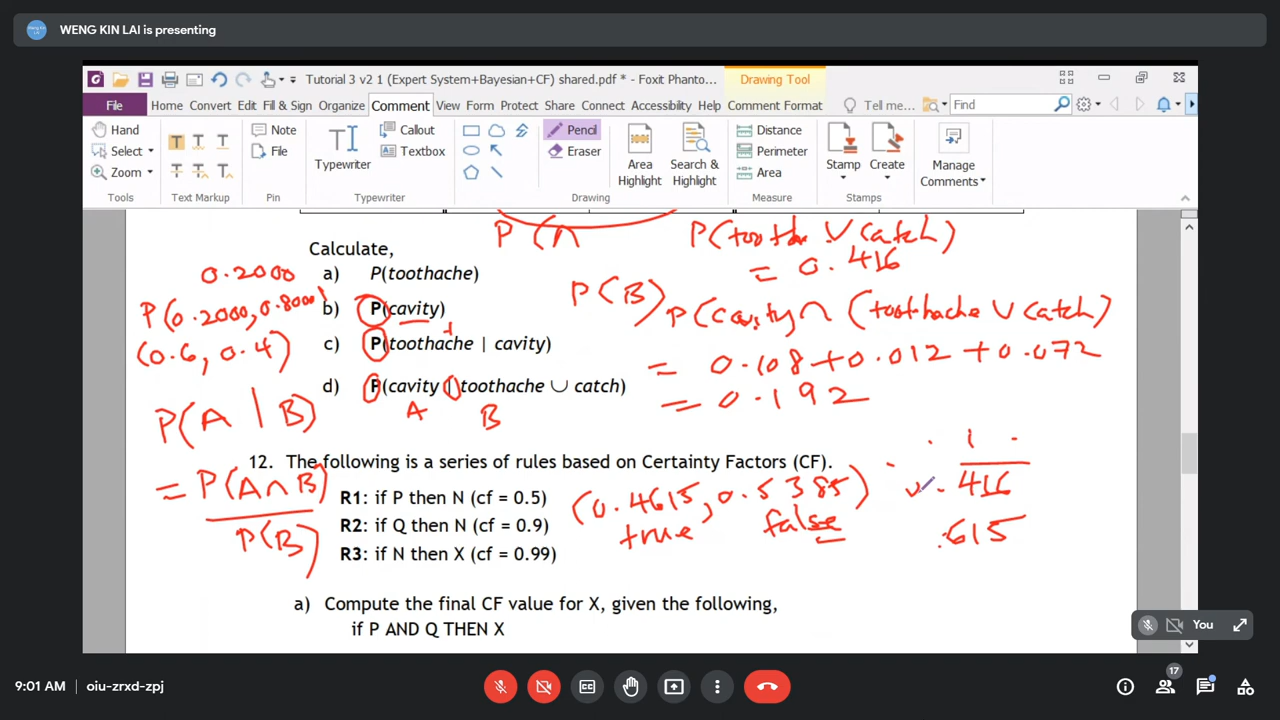 WENG KIN LAI is presenting
Tutorial 3 v2 1 (Expert System+Bayesian+CF) shared.pdf * - Foxit Phanto...
Drawing Tool
File Home Convert Edit Fill & Sign Organize Comment View Form Protect Share Connect Accessibility Help Comment Format Tell me... Find
Hand
Select
Zoom
Tools
Text Markup
Note
File
Pin
Typewriter
Callout
Textbox
Typewriter
Pencil
Eraser
Area Highlight
Search & Highlight
Drawing
Distance
Perimeter
Area
Measure
Stamp
Create
Stamps
Manage Comments
P(∩
P(toothache ∪ catch)
= 0.416
Calculate,
0.2000
a) P(toothache)
P(0.2000, 0.8000)
b) P(cavity)
P(B)
P(cavity ∩ (toothache ∪ catch)
(0.6, 0.4)
c) P(toothache | cavity)
= 0.108 + 0.012 + 0.072
d) P(cavity | toothache ∪ catch)
= 0.192
A B
P(A | B)
= P(A ∩ B)
P(B)
12. The following is a series of rules based on Certainty Factors (CF).
R1: if P then N (cf = 0.5)
(0.4615, 0.5385)
416
R2: if Q then N (cf = 0.9)
true false
.615
R3: if N then X (cf = 0.99)
a) Compute the final CF value for X, given the following,
if P AND Q THEN X
You
9:01 AM
oiu-zrxd-zpj
17